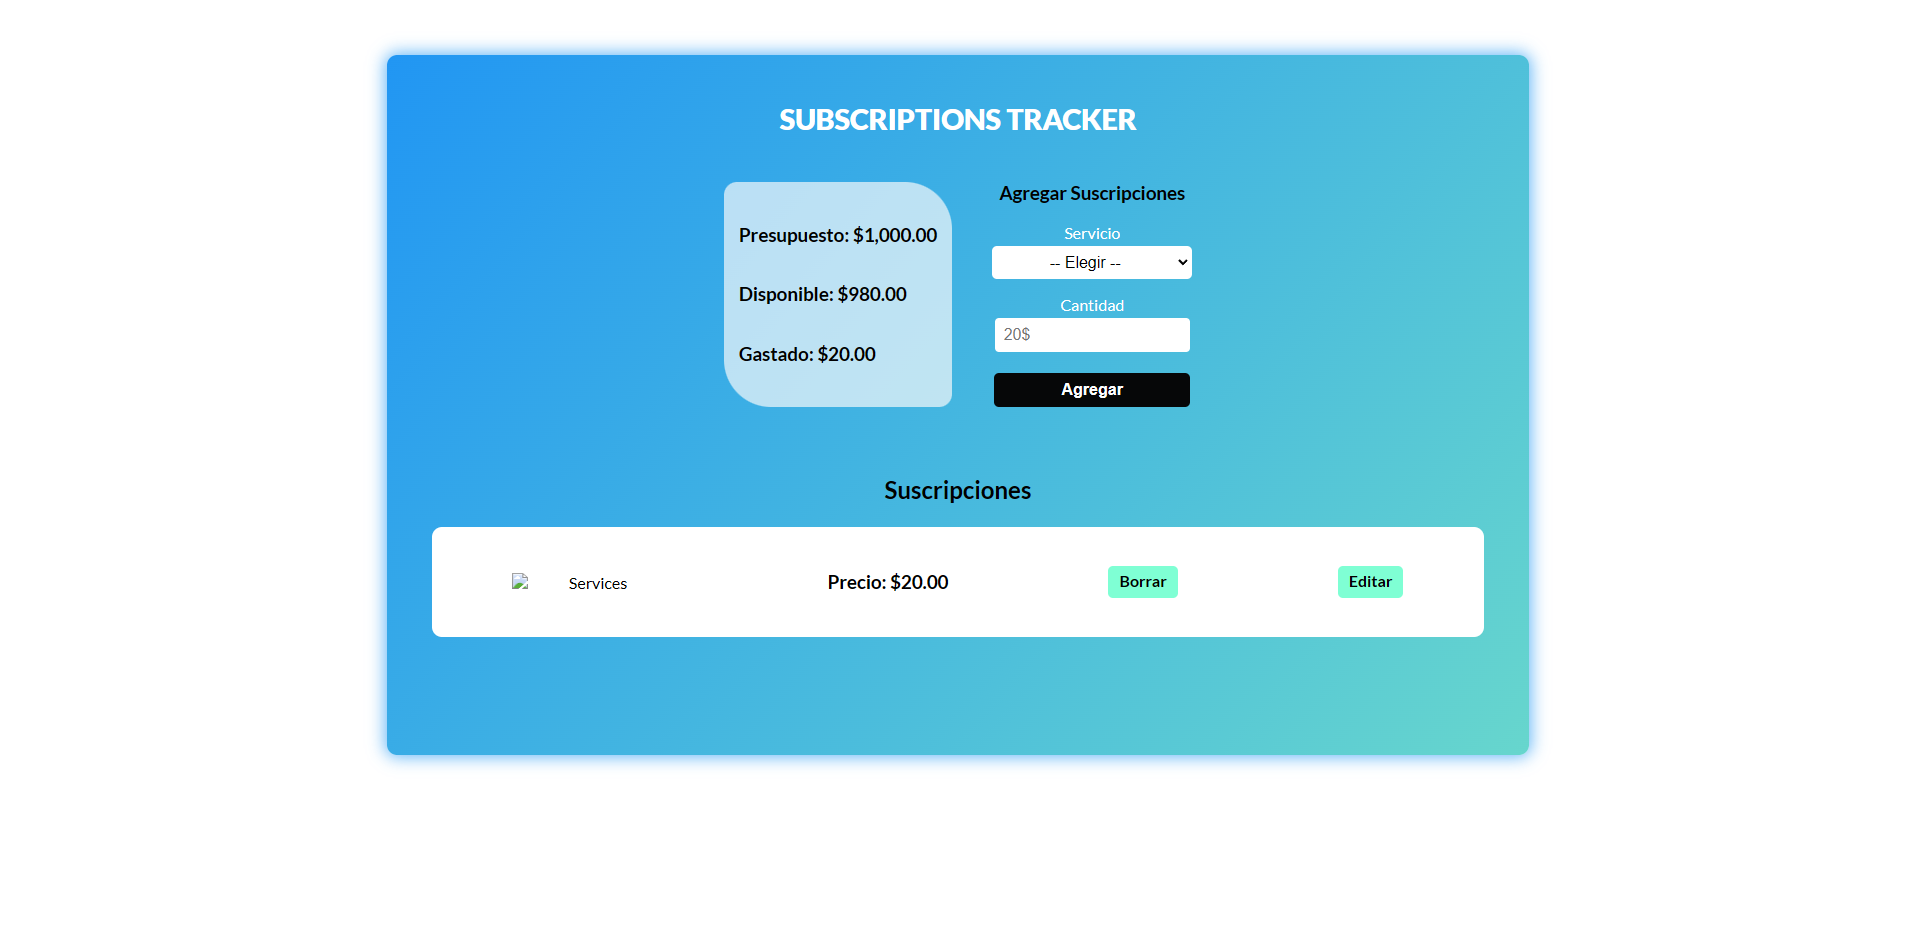 SUBSCRIPTIONS TRACKER
Presupuesto: $1,000.00
Disponible: $980.00
Gastado: $20.00
Agregar Suscripciones
Servicio
-- Elegir --
Cantidad
20$
Agregar
Suscripciones
Services Precio: $20.00 Borrar Editar